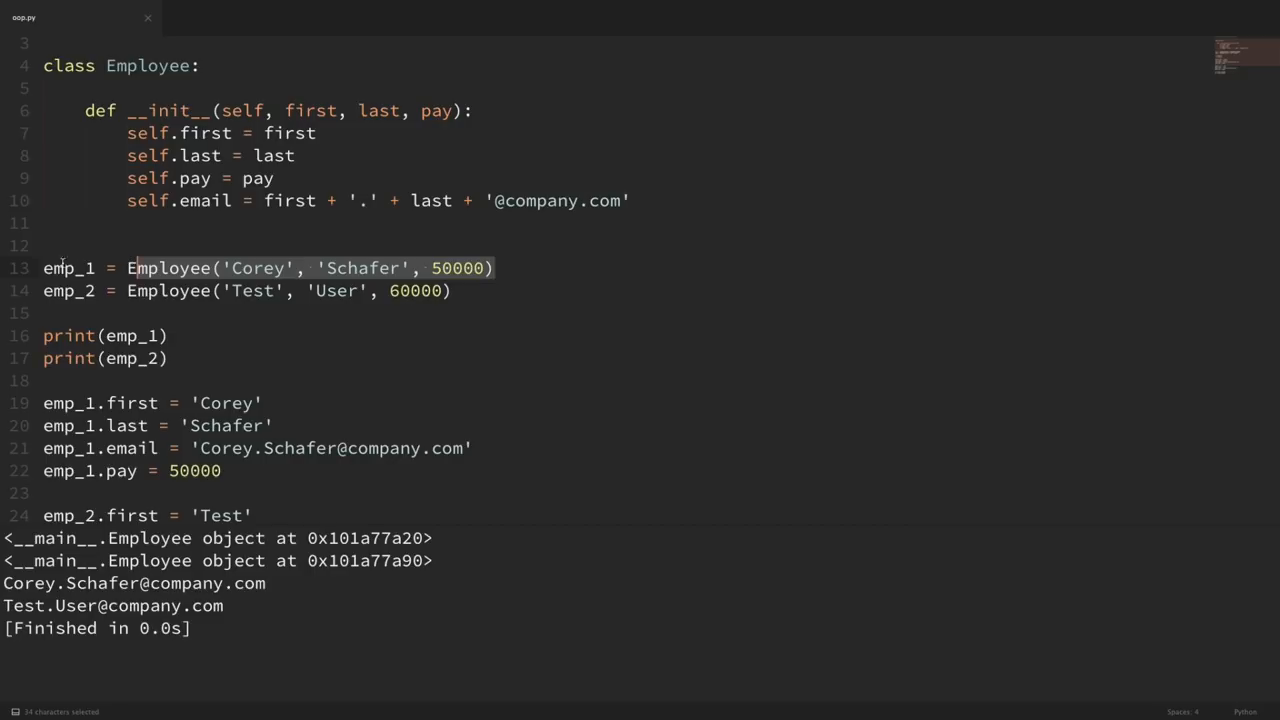 oop.py ×
3
4 class Employee:
5
6     def __init__(self, first, last, pay):
7         self.first = first
8         self.last = last
9         self.pay = pay
10         self.email = first + '.' + last + '@company.com'
11
12
13 emp_1 = Employee('Corey', 'Schafer', 50000)
14 emp_2 = Employee('Test', 'User', 60000)
15
16 print(emp_1)
17 print(emp_2)
18
19 emp_1.first = 'Corey'
20 emp_1.last = 'Schafer'
21 emp_1.email = 'Corey.Schafer@company.com'
22 emp_1.pay = 50000
23
24 emp_2.first = 'Test'
<__main__.Employee object at 0x101a77a20>
<__main__.Employee object at 0x101a77a90>
Corey.Schafer@company.com
Test.User@company.com
[Finished in 0.0s]
34 characters selected Spaces: 4 Python